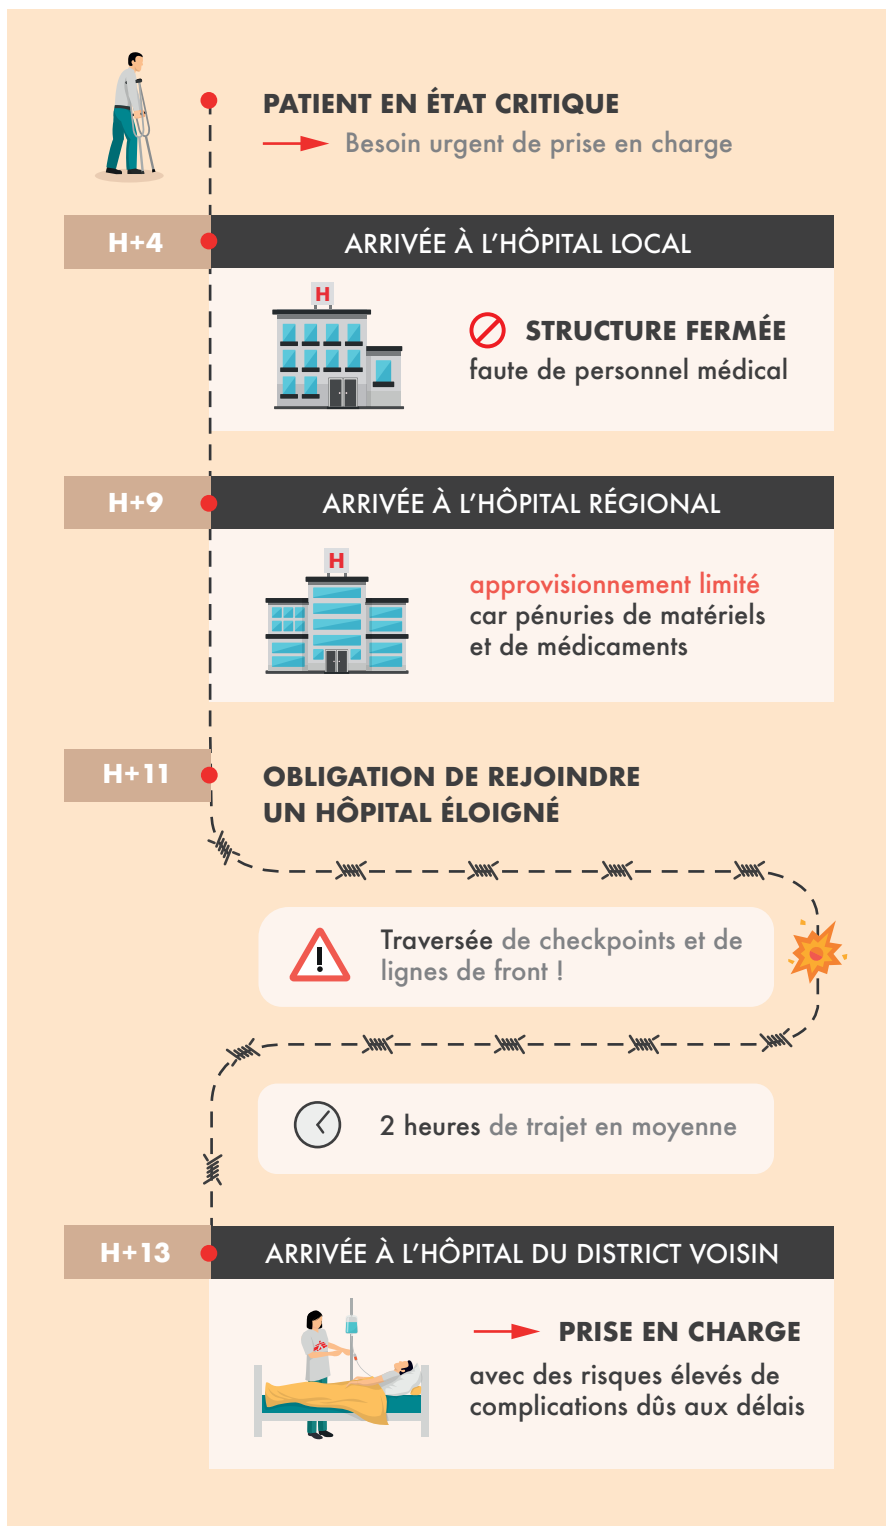 PATIENT EN ÉTAT CRITIQUE
Besoin urgent de prise en charge
H+4
ARRIVÉE À L'HÔPITAL LOCAL
H
STRUCTURE FERMÉE
faute de personnel médical
H+9
ARRIVÉE À L'HÔPITAL RÉGIONAL
H
approvisionnement limité
car pénuries de matériels
et de médicaments
H+11
OBLIGATION DE REJOINDRE
UN HÔPITAL ÉLOIGNÉ
Traversée de checkpoints et de
lignes de front !
2 heures de trajet en moyenne
H+13
ARRIVÉE À L'HÔPITAL DU DISTRICT VOISIN
PRISE EN CHARGE
avec des risques élevés de
complications dûs aux délais